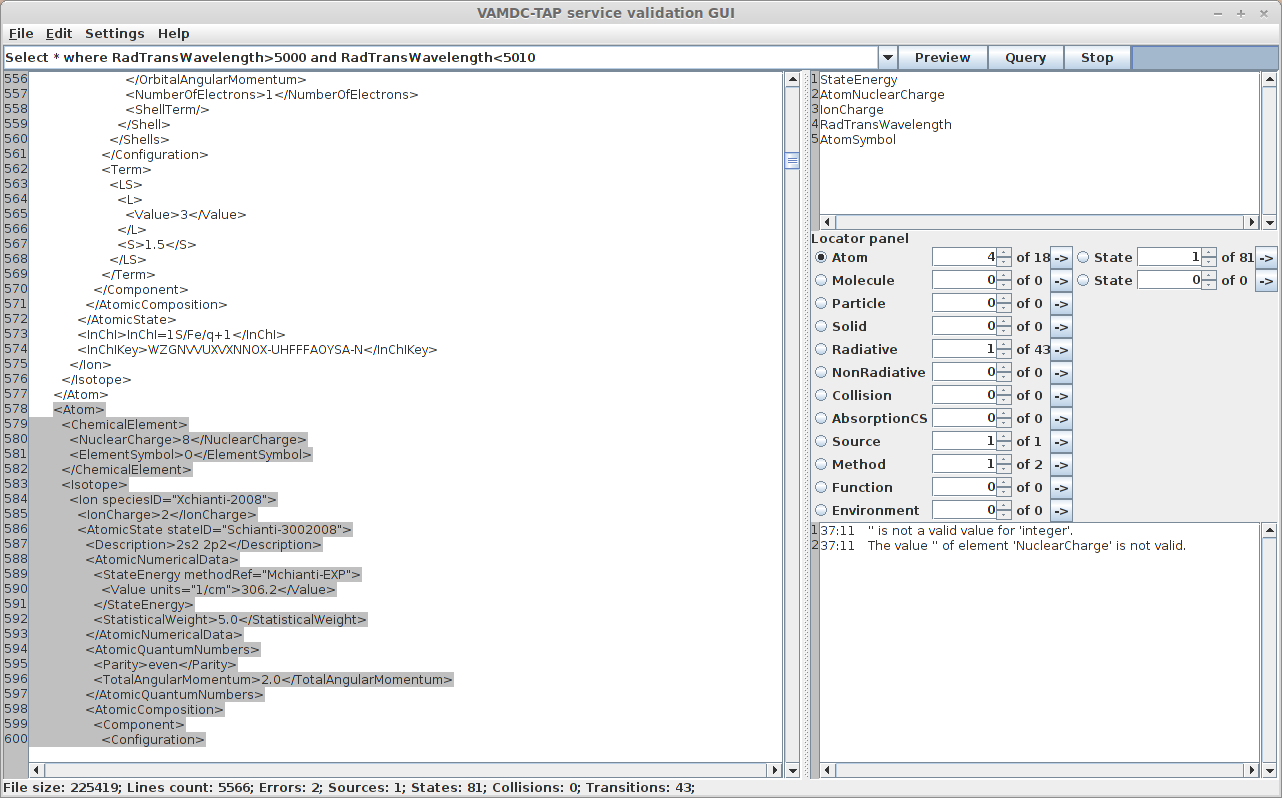 VAMDC-TAP service validation GUI
File Edit Settings Help
Select * where RadTransWavelength>5000 and RadTransWavelength<5010
Preview Query Stop
556 </OrbitalAngularMomentum>
557 <NumberOfElectrons>1</NumberOfElectrons>
558 <ShellTerm/>
559 </Shell>
560 </Shells>
561 </Configuration>
562 <Term>
563 <LS>
564 <L>
565 <Value>3</Value>
566 </L>
567 <S>1.5</S>
568 </LS>
569 </Term>
570 </Component>
571 </AtomicComposition>
572 </AtomicState>
573 <InChI>InChI=1S/Fe/q+1</InChI>
574 <InChIKey>WZGNVVUXVXNNOX-UHFFFAOYSA-N</InChIKey>
575 </Ion>
576 </Isotope>
577 </Atom>
578 <Atom>
579 <ChemicalElement>
580 <NuclearCharge>8</NuclearCharge>
581 <ElementSymbol>O</ElementSymbol>
582 </ChemicalElement>
583 <Isotope>
584 <Ion speciesID="Xchianti-2008">
585 <IonCharge>2</IonCharge>
586 <AtomicState stateID="Schianti-3002008">
587 <Description>2s2 2p2</Description>
588 <AtomicNumericalData>
589 <StateEnergy methodRef="Mchianti-EXP">
590 <Value units="1/cm">306.2</Value>
591 </StateEnergy>
592 <StatisticalWeight>5.0</StatisticalWeight>
593 </AtomicNumericalData>
594 <AtomicQuantumNumbers>
595 <Parity>even</Parity>
596 <TotalAngularMomentum>2.0</TotalAngularMomentum>
597 </AtomicQuantumNumbers>
598 <AtomicComposition>
599 <Component>
600 <Configuration>
1 StateEnergy
2 AtomNuclearCharge
3 IonCharge
4 RadTransWavelength
5 AtomSymbol
Locator panel
Atom 4 of 18 -> State 1 of 81 ->
Molecule 0 of 0 -> State 0 of 0 ->
Particle 0 of 0 ->
Solid 0 of 0 ->
Radiative 1 of 43 ->
NonRadiative 0 of 0 ->
Collision 0 of 0 ->
AbsorptionCS 0 of 0 ->
Source 1 of 1 ->
Method 1 of 2 ->
Function 0 of 0 ->
Environment 0 of 0 ->
1 37:11 '' is not a valid value for 'integer'.
2 37:11 The value '' of element 'NuclearCharge' is not valid.
File size: 225419; Lines count: 5566; Errors: 2; Sources: 1; States: 81; Collisions: 0; Transitions: 43;